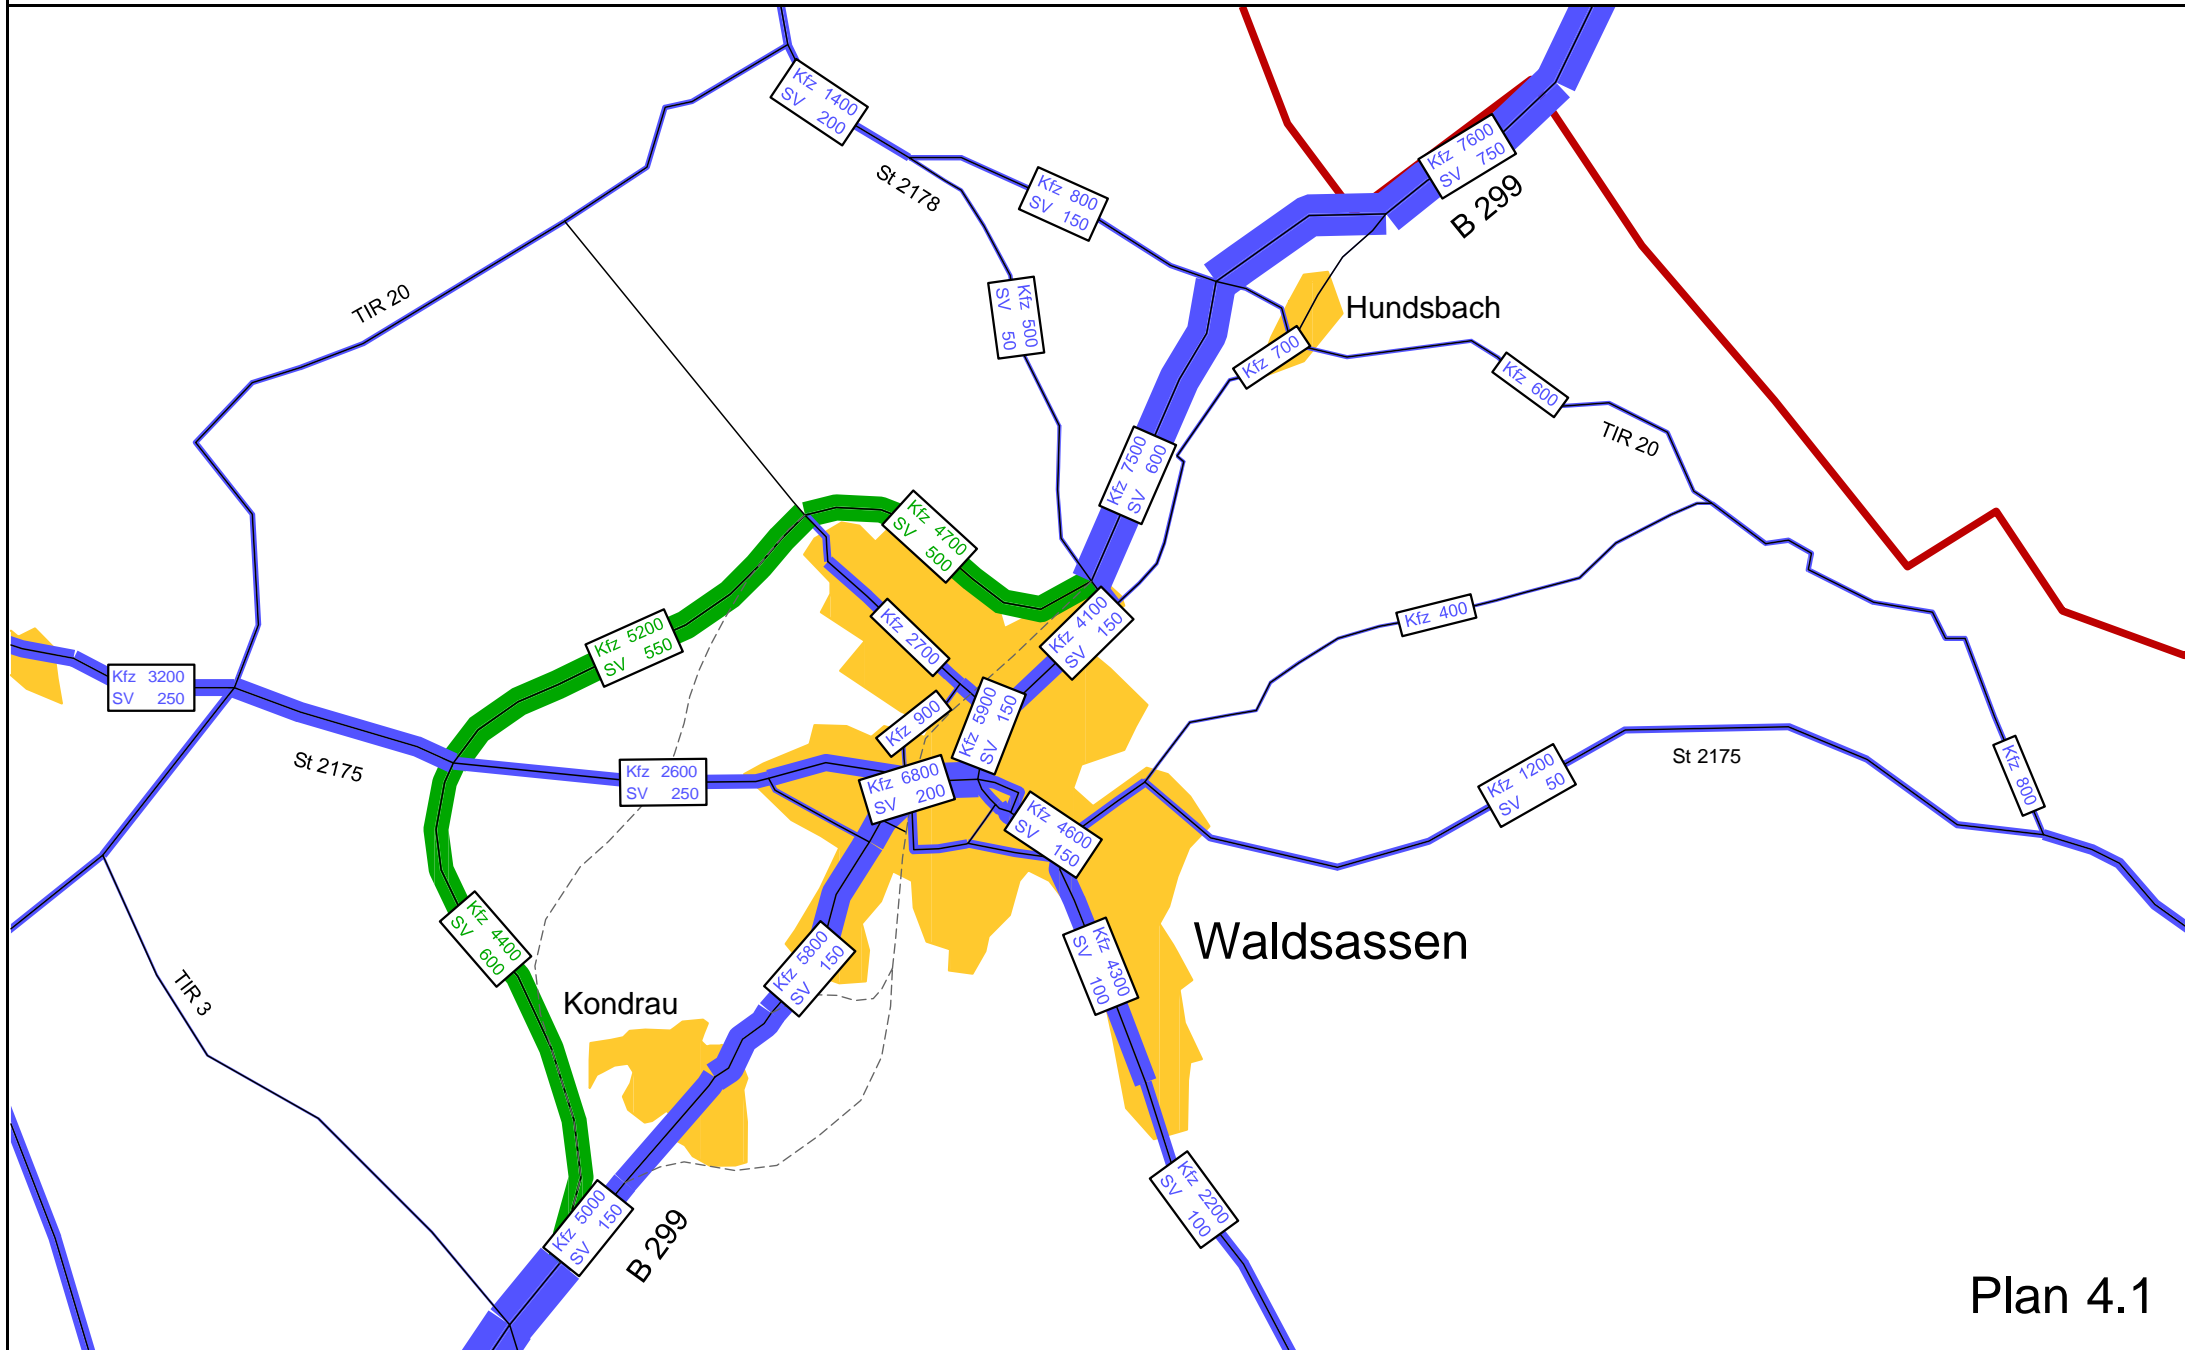 Kfz 1400
SV 200
St 2178
Kfz 800
SV 150
Kfz 7600
SV 750
B 299
TIR 20
Kfz 500
SV 50
Hundsbach
Kfz 700
Kfz 600
TIR 20
Kfz 7500
SV 600
Kfz 4700
SV 500
Kfz 5200
SV 550
Kfz 2700
Kfz 4100
SV 150
Kfz 400
Kfz 3200
SV 250
St 2175
Kfz 2600
SV 250
Kfz 900
Kfz 5900
SV 150
Kfz 6800
SV 200
Kfz 4600
SV 150
Kfz 1200
SV 50
St 2175
Kfz 800
Kfz 4400
SV 600
Kfz 5800
SV 150
Kfz 4300
SV 100
Waldsassen
TIR 3
Kondrau
Kfz 5000
SV 150
B 299
Kfz 2200
SV 100
Plan 4.1